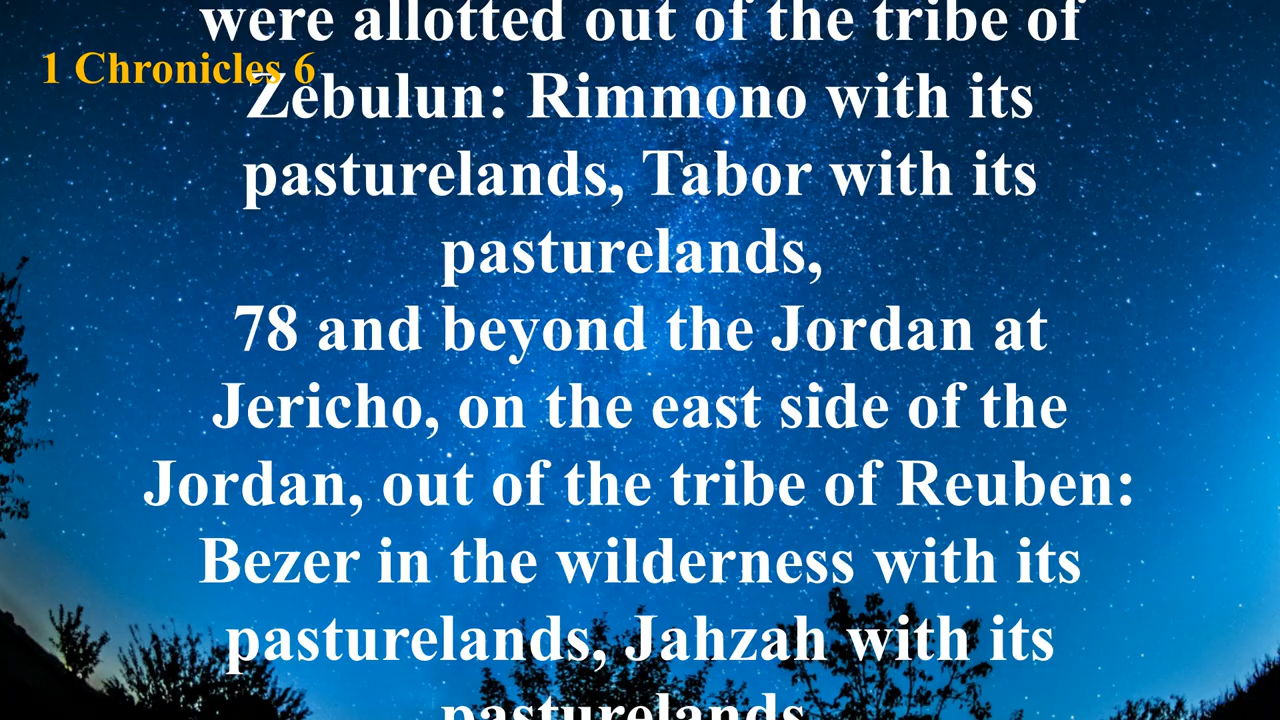 were allotted out of the tribe of
1 Chronicles 6
Zebulun: Rimmono with its
pasturelands, Tabor with its
pasturelands,
78 and beyond the Jordan at
Jericho, on the east side of the
Jordan, out of the tribe of Reuben:
Bezer in the wilderness with its
pasturelands, Jahzah with its
pasturelands,